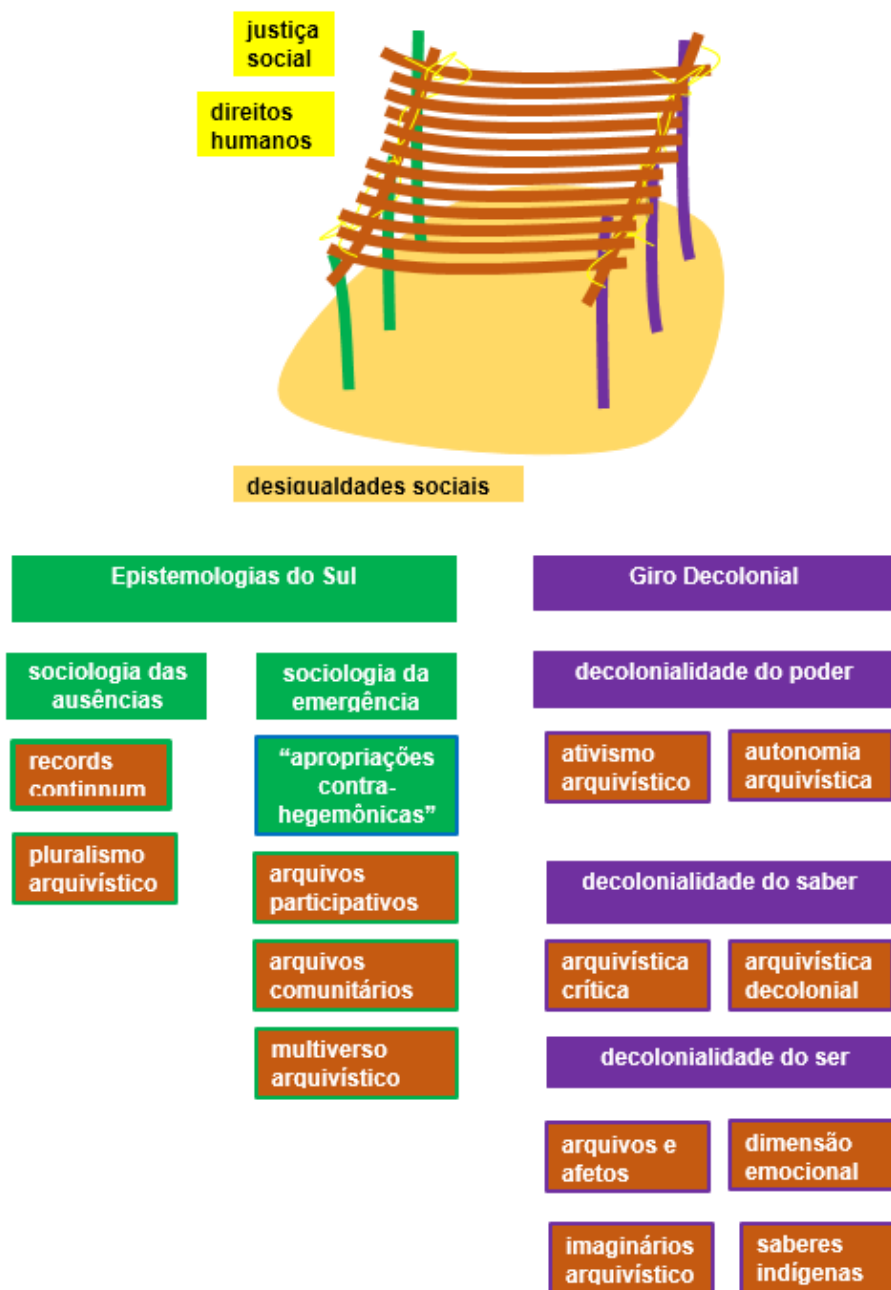 justiça
social
direitos
humanos
desigualdades sociais
Epistemologias do Sul
Giro Decolonial
sociologia das
ausências
sociologia da
emergência
decolonialidade do poder
records
continnum
"apropriações
contra-
hegemônicas"
ativismo
arquivístico
autonomia
arquivística
pluralismo
arquivístico
arquivos
participativos
decolonialidade do saber
arquivos
comunitários
arquivística
crítica
arquivística
decolonial
multiverso
arquivístico
decolonialidade do ser
arquivos e
afetos
dimensão
emocional
imaginários
arquivístico
saberes
indígenas